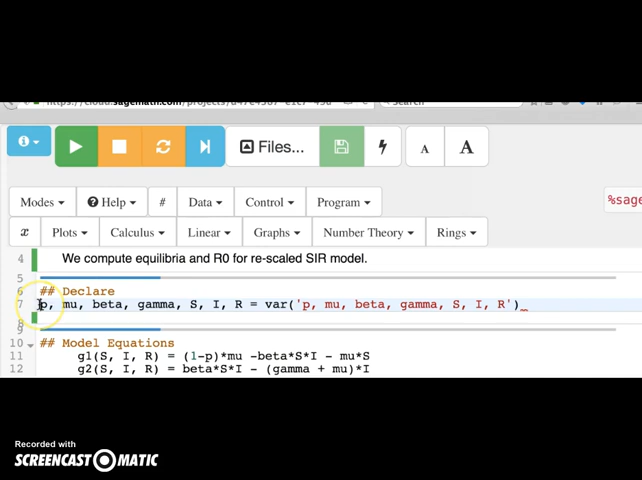 Files...
A
A
Modes
Help
#
Data
Control
Program
%sage
x
Plots
Calculus
Linear
Graphs
Number Theory
Rings
4 We compute equilibria and R0 for re-scaled SIR model.
5
6 ## Declare
7 p, mu, beta, gamma, S, I, R = var('p, mu, beta, gamma, S, I, R')
8
9
10 ## Model Equations
11 g1(S, I, R) = (1-p)*mu -beta*S*I - mu*S
12 g2(S, I, R) = beta*S*I - (gamma + mu)*I
Recorded with
SCREENCAST-O-MATIC